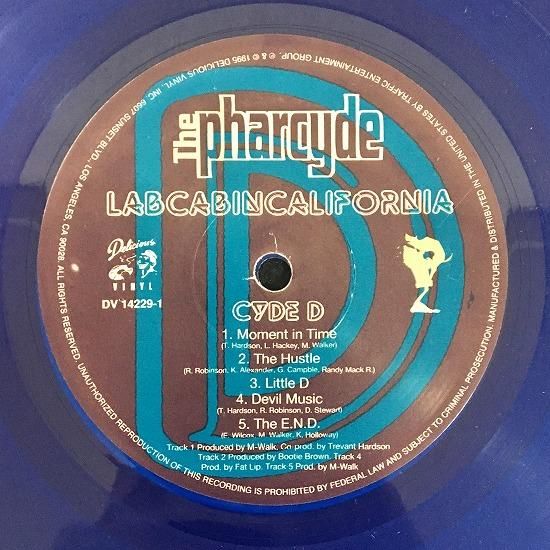 The pharcyde
LABCABINCALIFORNIA
Delicious
VINYL
DV 14229-1
CYDE D
1. Moment in Time
(T. Hardson, L. Hackey, M. Walker)
2. The Hustle
(R. Robinson, K. Alexander, G. Campble, Randy Mack R.)
3. Little D
4. Devil Music
(T. Hardson, R. Robinson, D. Stewart)
5. The E.N.D.
(E. Wilcox, M. Walker, K. Holloway)
Track 1 Produced by M-Walk. Co-prod. by Trevant Hardson
Track 2 Produced by Bootie Brown. Track 4
Prod. by Fat Lip. Track 5 Prod. by M-Walk
℗ & © 1995 DELICIOUS VINYL, INC. 6607 SUNSET BLVD., LOS ANGELES, CA 90028. ALL RIGHTS RESERVED. UNAUTHORIZED REPRODUCTION OF THIS RECORDING IS PROHIBITED BY FEDERAL LAW AND SUBJECT TO CRIMINAL PROSECUTION. MANUFACTURED & DISTRIBUTED IN THE UNITED STATES BY TRAFFIC ENTERTAINMENT GROUP.